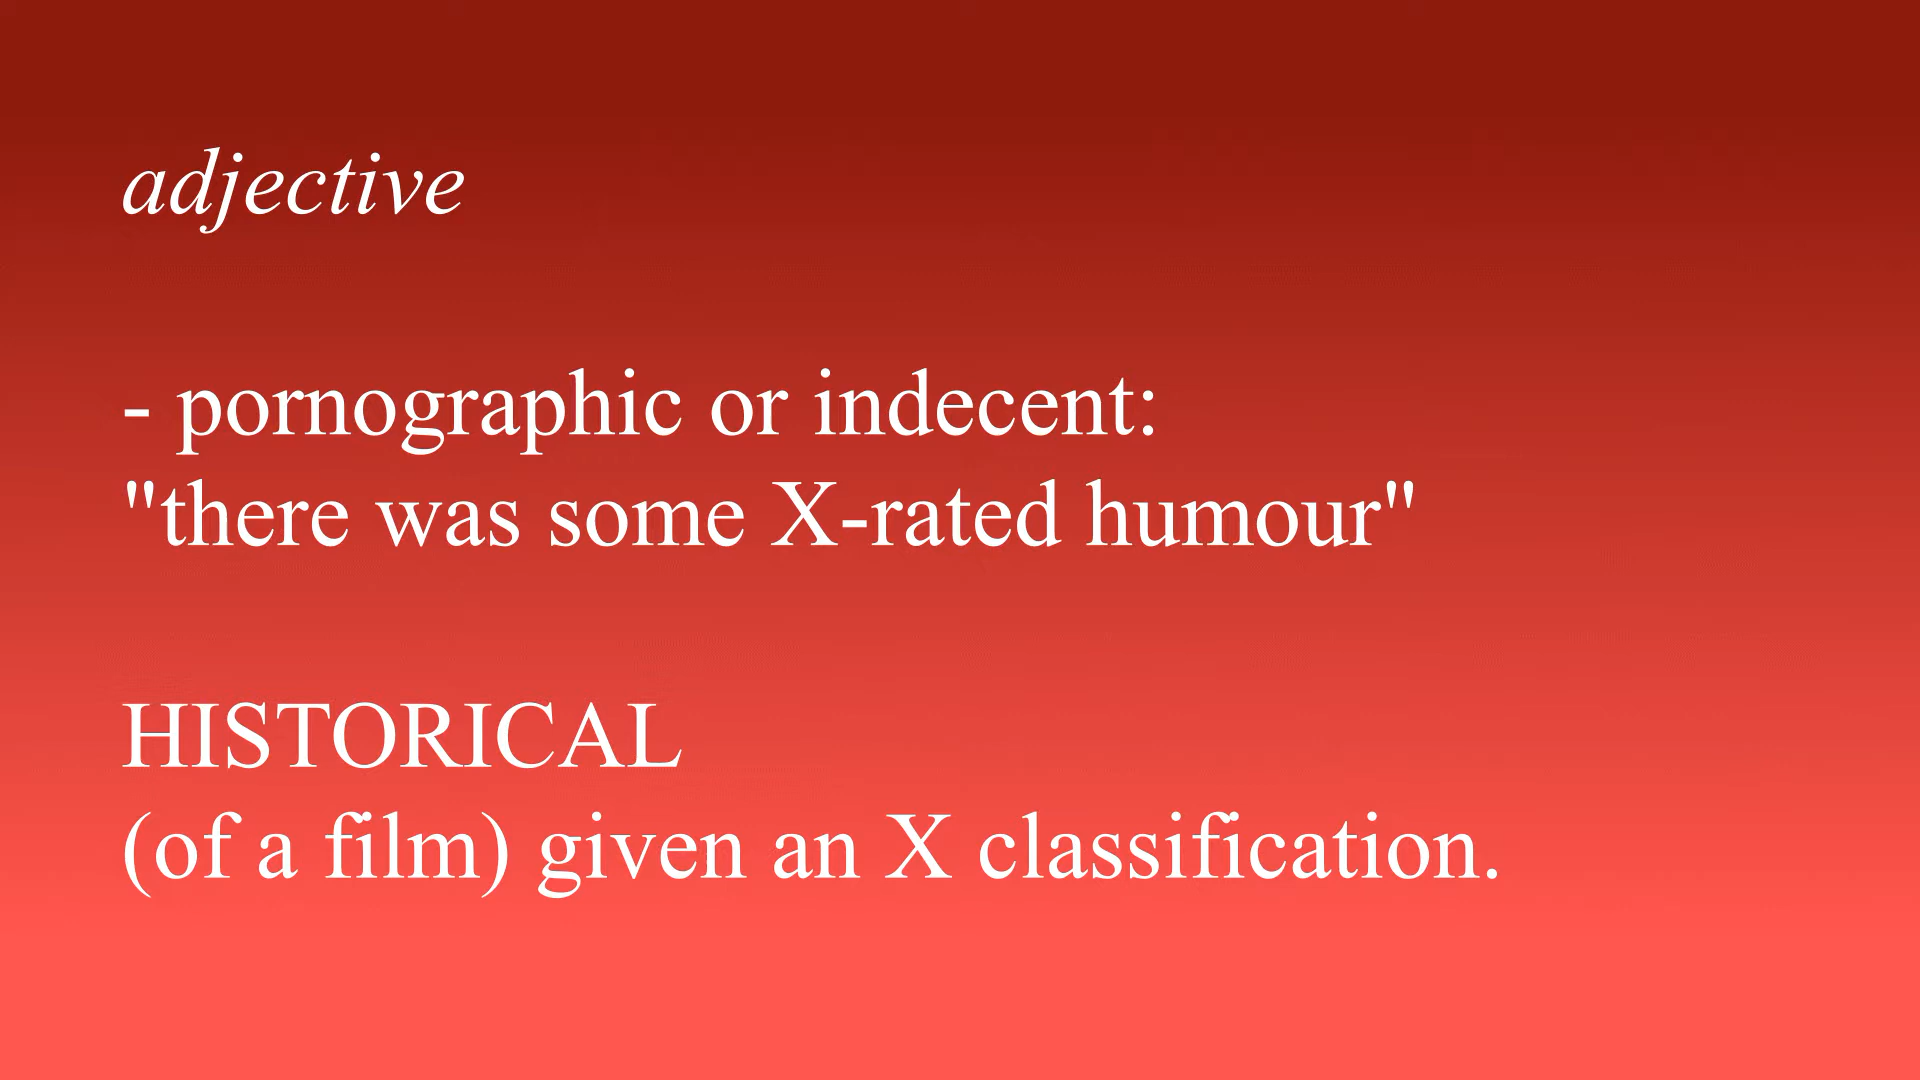 adjective
- pornographic or indecent:
"there was some X-rated humour"
HISTORICAL
(of a film) given an X classification.